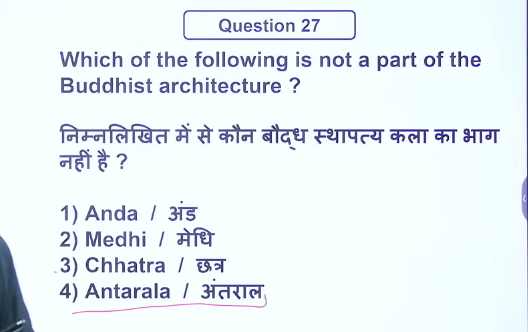 Question 27
Which of the following is not a part of the
Buddhist architecture ?
निम्नलिखित में से कौन बौद्ध स्थापत्य कला का भाग
नहीं है ?
1) Anda / अंड
2) Medhi / मेधि
3) Chhatra / छत्र
4) Antarala / अंतराल